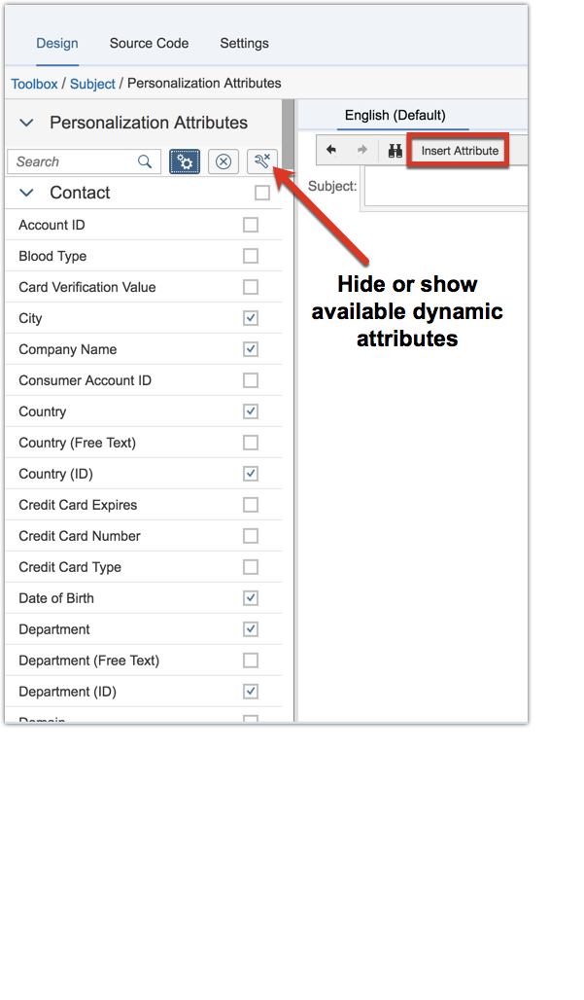 Design Source Code Settings
Toolbox / Subject / Personalization Attributes
Personalization Attributes
Search
Contact
Account ID
Blood Type
Card Verification Value
City
Company Name
Consumer Account ID
Country
Country (Free Text)
Country (ID)
Credit Card Expires
Credit Card Number
Credit Card Type
Date of Birth
Department
Department (Free Text)
Department (ID)
Domain
English (Default)
Insert Attribute
Subject:
Hide or show
available dynamic
attributes